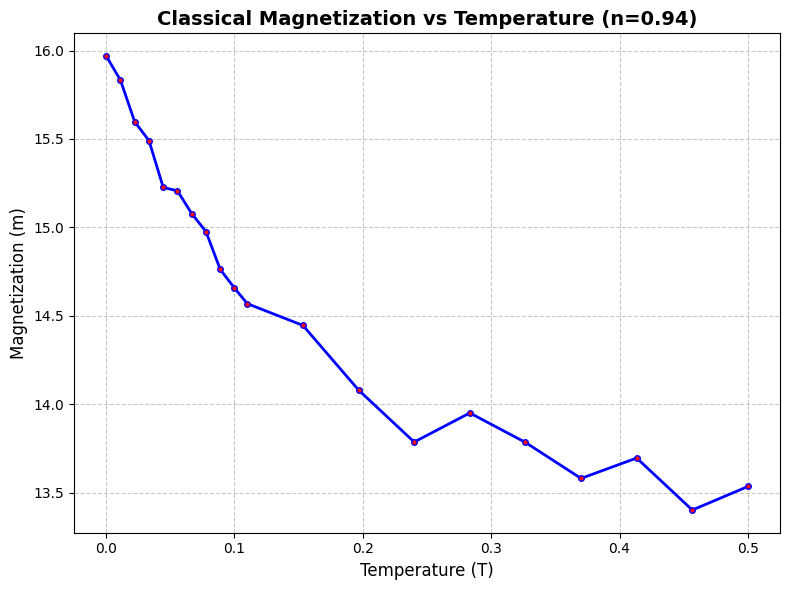 Classical Magnetization vs Temperature (n=0.94)
Magnetization (m)
16.0
15.5
15.0
14.5
14.0
13.5
0.0 0.1 0.2 0.3 0.4 0.5
Temperature (T)